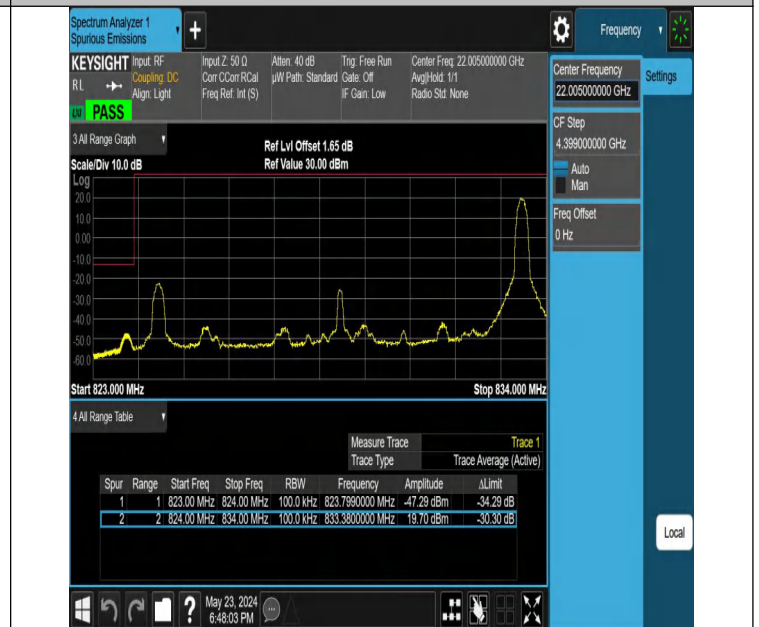 Spectrum Analyzer 1
Spurious Emissions
+
Frequency
KEYSIGHT
RL
PASS
Input: RF
Coupling: DC
Align: Light
Input Z: 50 Ω
Corr CCorr RCal
Freq Ref: Int (S)
Atten: 40 dB
µW Path: Standard
Trig: Free Run
Gate: Off
IF Gain: Low
Center Freq: 22.005000000 GHz
Avg|Hold: 1/1
Radio Std: None
Center Frequency
22.005000000 GHz
Settings
CF Step
4.399000000 GHz
Auto
Man
Freq Offset
0 Hz
3 All Range Graph
Ref Lvl Offset 1.65 dB
Scale/Div 10.0 dB
Ref Value 30.00 dBm
Log
20.0
10.0
0.00
-10.0
-20.0
-30.0
-40.0
-50.0
-60.0
Start 823.000 MHz
Stop 834.000 MHz
4 All Range Table
Measure Trace Trace 1
Trace Type Trace Average (Active)
Spur Range Start Freq Stop Freq RBW Frequency Amplitude ΔLimit
1 1 823.00 MHz 824.00 MHz 100.0 kHz 823.7990000 MHz -47.29 dBm -34.29 dB
2 2 824.00 MHz 834.00 MHz 100.0 kHz 833.3800000 MHz 19.70 dBm -30.30 dB
Local
?
May 23, 2024
6:48:03 PM